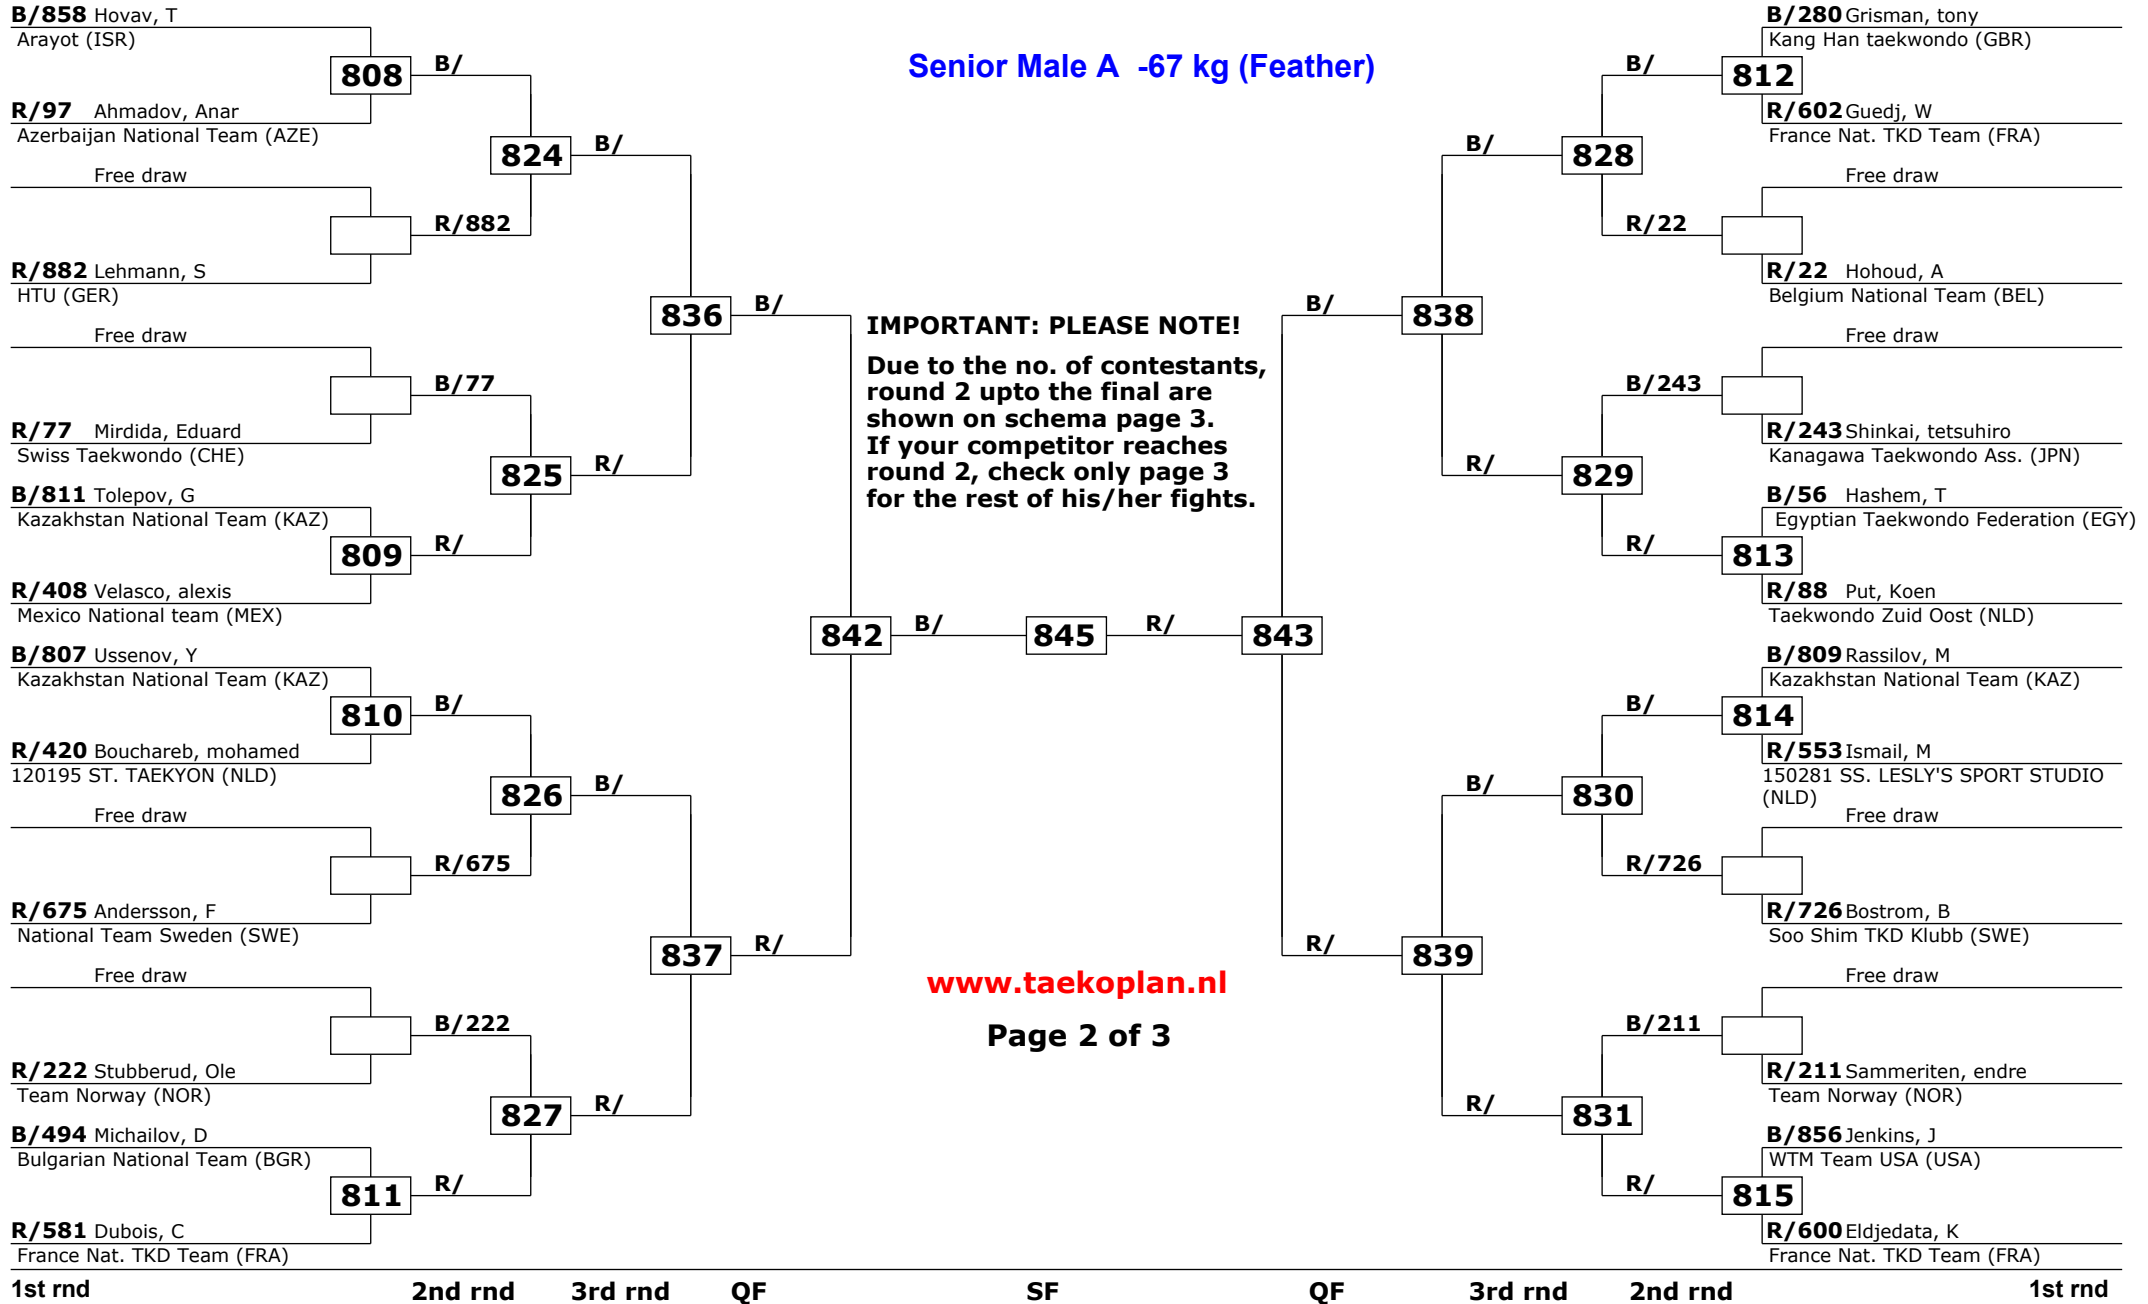 Senior Male A -67 kg (Feather)
B/858 Hovav, T
Arayot (ISR)
808
B/
R/97 Ahmadov, Anar
Azerbaijan National Team (AZE)
824
B/
Free draw
R/882
R/882 Lehmann, S
HTU (GER)
836
B/
Free draw
B/77
R/77 Mirdida, Eduard
Swiss Taekwondo (CHE)
825
R/
B/811 Tolepov, G
Kazakhstan National Team (KAZ)
809
R/
R/408 Velasco, alexis
Mexico National team (MEX)
842
B/
845
R/
843
B/807 Ussenov, Y
Kazakhstan National Team (KAZ)
810
B/
R/420 Bouchareb, mohamed
120195 ST. TAEKYON (NLD)
826
B/
Free draw
R/675
R/675 Andersson, F
National Team Sweden (SWE)
837
R/
Free draw
B/222
R/222 Stubberud, Ole
Team Norway (NOR)
827
R/
B/494 Michailov, D
Bulgarian National Team (BGR)
811
R/
R/581 Dubois, C
France Nat. TKD Team (FRA)
IMPORTANT: PLEASE NOTE!
Due to the no. of contestants,
round 2 upto the final are
shown on schema page 3.
If your competitor reaches
round 2, check only page 3
for the rest of his/her fights.
www.taekoplan.nl
Page 2 of 3
B/280 Grisman, tony
Kang Han taekwondo (GBR)
B/
812
R/602 Guedj, W
France Nat. TKD Team (FRA)
B/
828
Free draw
R/22
R/22 Hohoud, A
Belgium National Team (BEL)
B/
838
Free draw
B/243
R/243 Shinkai, tetsuhiro
Kanagawa Taekwondo Ass. (JPN)
R/
829
B/56 Hashem, T
Egyptian Taekwondo Federation (EGY)
R/
813
R/88 Put, Koen
Taekwondo Zuid Oost (NLD)
B/809 Rassilov, M
Kazakhstan National Team (KAZ)
B/
814
R/553 Ismail, M
150281 SS. LESLY'S SPORT STUDIO
(NLD)
B/
830
Free draw
R/726
R/726 Bostrom, B
Soo Shim TKD Klubb (SWE)
R/
839
Free draw
B/211
R/211 Sammeriten, endre
Team Norway (NOR)
R/
831
B/856 Jenkins, J
WTM Team USA (USA)
R/
815
R/600 Eldjedata, K
France Nat. TKD Team (FRA)
1st rnd 2nd rnd 3rd rnd QF SF QF 3rd rnd 2nd rnd 1st rnd